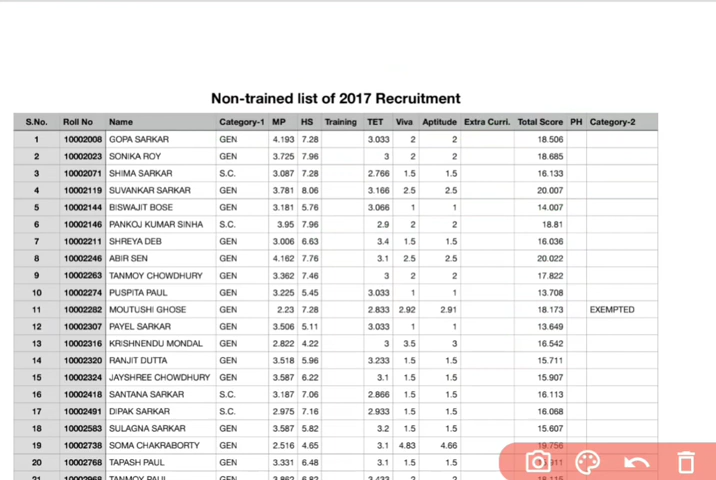 Non-trained list of 2017 Recruitment
S.No. Roll No Name Category-1 MP HS Training TET Viva Aptitude Extra Curri. Total Score PH Category-2
1 10002008 GOPA SARKAR GEN 4.193 7.28 3.033 2 2 18.506
2 10002023 SONIKA ROY GEN 3.725 7.96 3 2 2 18.685
3 10002071 SHIMA SARKAR S.C. 3.087 7.28 2.766 1.5 1.5 16.133
4 10002119 SUVANKAR SARKAR GEN 3.781 8.06 3.166 2.5 2.5 20.007
5 10002144 BISWAJIT BOSE GEN 3.181 5.76 3.066 1 1 14.007
6 10002146 PANKOJ KUMAR SINHA S.C. 3.95 7.96 2.9 2 2 18.81
7 10002211 SHREYA DEB GEN 3.006 6.63 3.4 1.5 1.5 16.036
8 10002246 ABIR SEN GEN 4.162 7.76 3.1 2.5 2.5 20.022
9 10002263 TANMOY CHOWDHURY GEN 3.362 7.46 3 2 2 17.822
10 10002274 PUSPITA PAUL GEN 3.225 5.45 3.033 1 1 13.708
11 10002282 MOUTUSHI GHOSE GEN 2.23 7.28 2.833 2.92 2.91 18.173 EXEMPTED
12 10002307 PAYEL SARKAR GEN 3.506 5.11 3.033 1 1 13.649
13 10002316 KRISHNENDU MONDAL GEN 2.822 4.22 3 3.5 3 16.542
14 10002320 RANJIT DUTTA GEN 3.518 5.96 3.233 1.5 1.5 15.711
15 10002324 JAYSHREE CHOWDHURY GEN 3.587 6.22 3.1 1.5 1.5 15.907
16 10002418 SANTANA SARKAR S.C. 3.187 7.06 2.866 1.5 1.5 16.113
17 10002491 DIPAK SARKAR S.C. 2.975 7.16 2.933 1.5 1.5 16.068
18 10002583 SULAGNA SARKAR GEN 3.587 5.82 3.2 1.5 1.5 15.607
19 10002738 SOMA CHAKRABORTY GEN 2.516 4.65 3.1 4.83 4.66 19.756
20 10002768 TAPASH PAUL GEN 3.331 6.48 3.1 1.5 1.5
21 10002968 TANMOY PAUL GEN 3.862 6.82 3.433 2 2 18.115